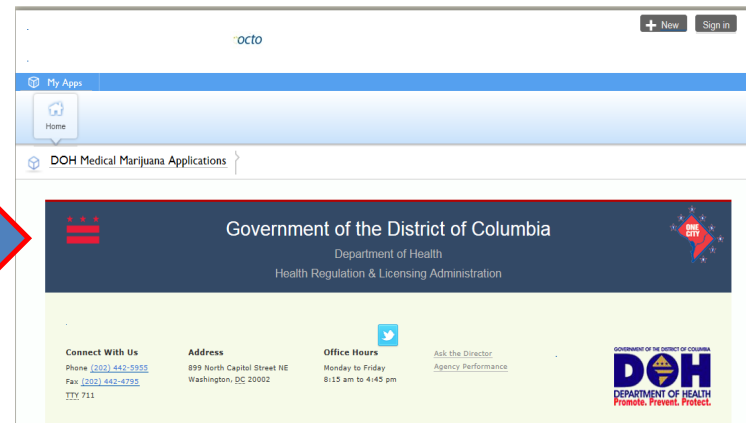 octo
New Sign in
My Apps
Home
DOH Medical Marijuana Applications
Government of the District of Columbia
Department of Health
Health Regulation & Licensing Administration
ONE CITY
Connect With Us
Phone (202) 442-5955
Fax (202) 442-4795
TTY 711
Address
899 North Capitol Street NE
Washington, DC 20002
Office Hours
Monday to Friday
8:15 am to 4:45 pm
Ask the Director
Agency Performance
GOVERNMENT OF THE DISTRICT OF COLUMBIA
DOH
DEPARTMENT OF HEALTH
Promote. Prevent. Protect.